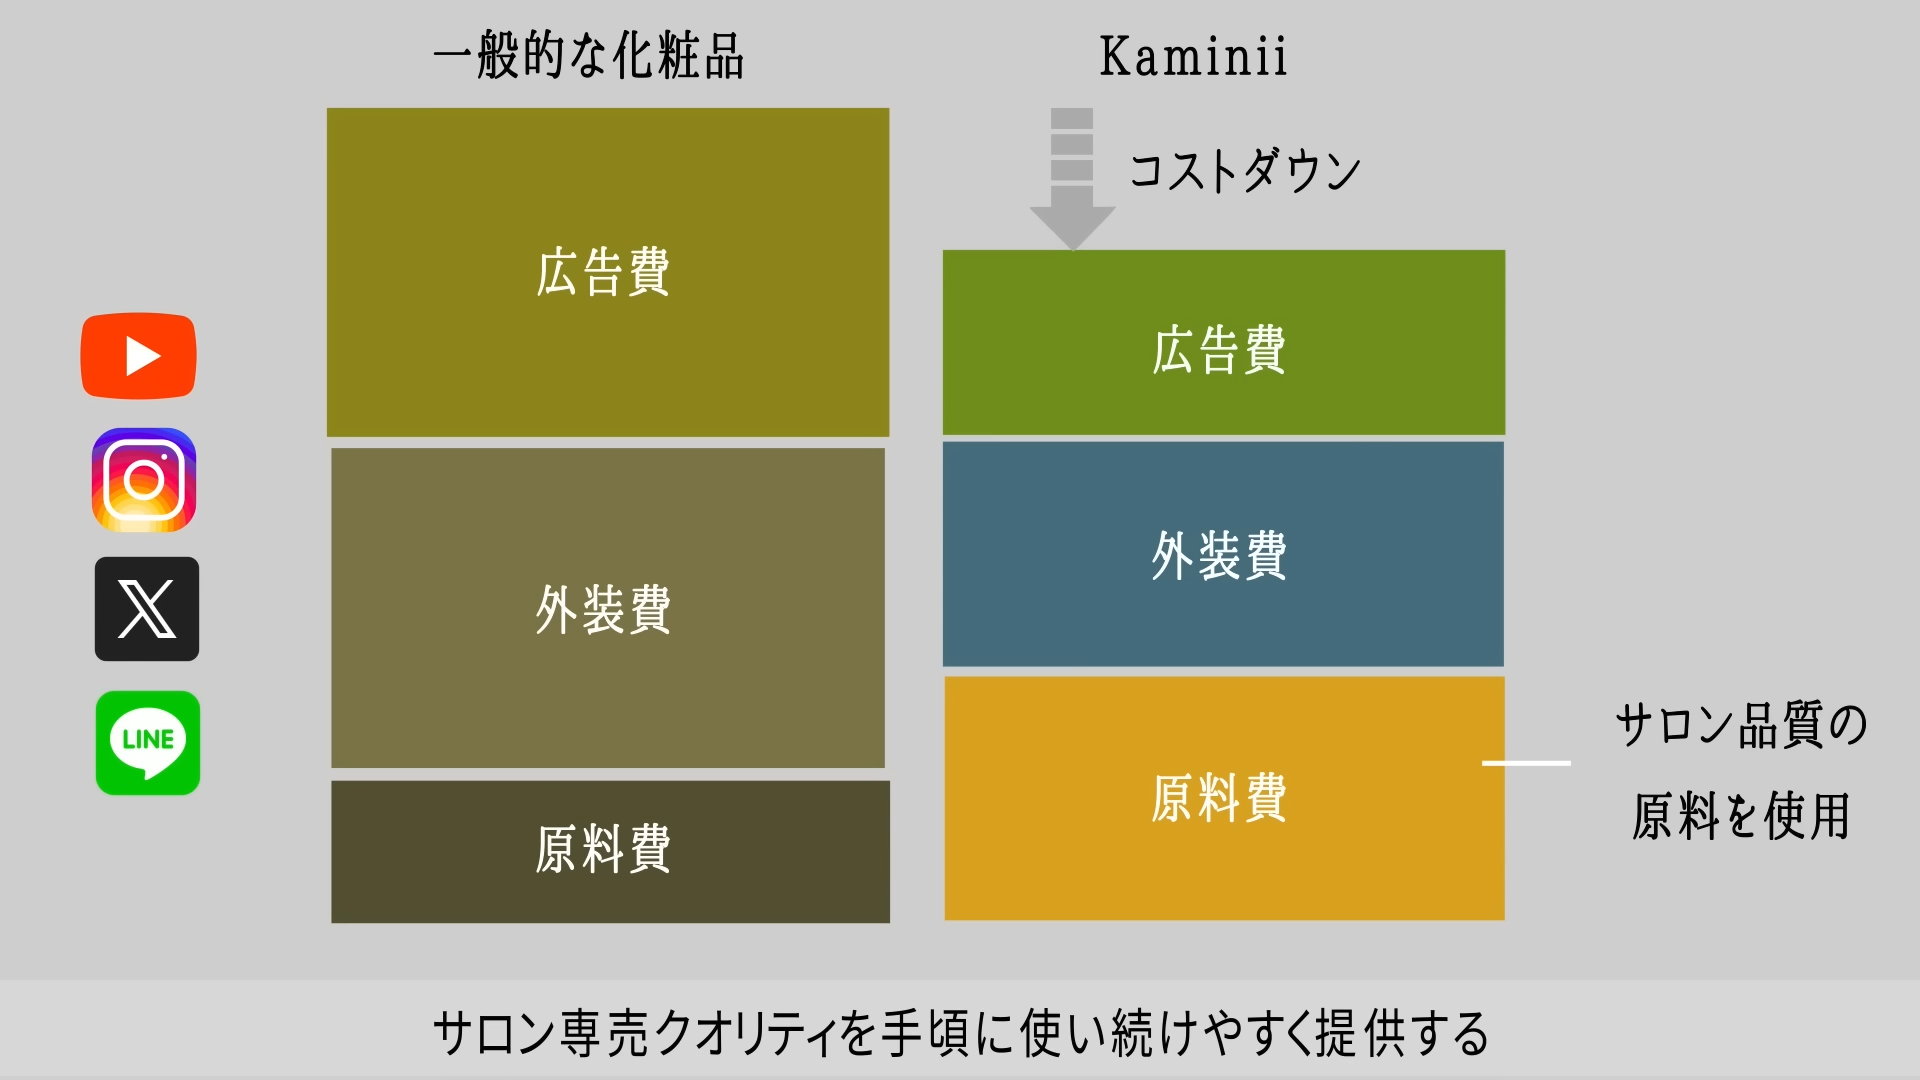 一般的な化粧品
Kaminii
コストダウン
広告費
外装費
原料費
広告費
外装費
原料費
LINE
サロン品質の
原料を使用
サロン専売クオリティを手頃に使い続けやすく提供する